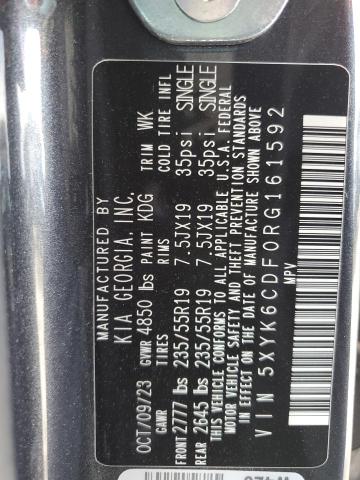 MANUFACTURED BY
KIA GEORGIA, INC.
OCT/09/23 GVWR 4850 lbs PAINT KDG TRIM WK
GAWR TIRES RIMS COLD TIRE INFL
FRONT 2777 lbs 235/55R19 7.5JX19 35psi SINGLE
REAR 2645 lbs 235/55R19 7.5JX19 35psi SINGLE
THIS VEHICLE CONFORMS TO ALL APPLICABLE U.S.A. FEDERAL
MOTOR VEHICLE SAFETY AND THEFT PREVENTION STANDARDS
IN EFFECT ON THE DATE OF MANUFACTURE SHOWN ABOVE
VIN 5XYK6CDF0RG161592
MPV